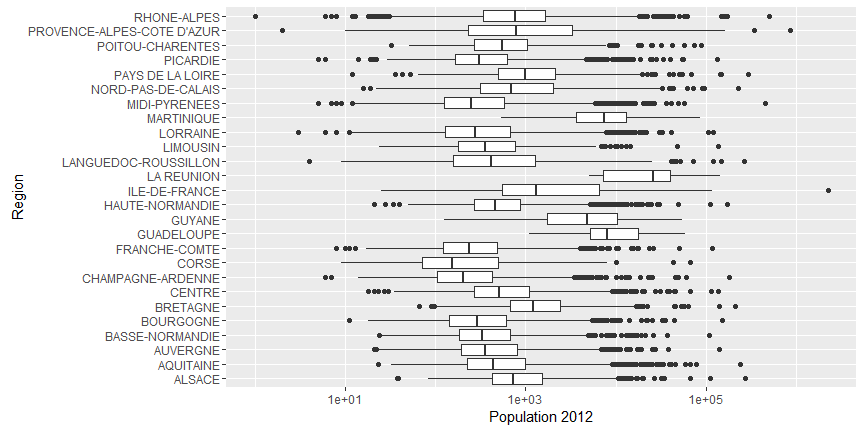 RHONE-ALPES
PROVENCE-ALPES-COTE D'AZUR
POITOU-CHARENTES
PICARDIE
PAYS DE LA LOIRE
NORD-PAS-DE-CALAIS
MIDI-PYRENEES
MARTINIQUE
LORRAINE
LIMOUSIN
LANGUEDOC-ROUSSILLON
LA REUNION
ILE-DE-FRANCE
HAUTE-NORMANDIE
GUYANE
GUADELOUPE
FRANCHE-COMTE
CORSE
CHAMPAGNE-ARDENNE
CENTRE
BRETAGNE
BOURGOGNE
BASSE-NORMANDIE
AUVERGNE
AQUITAINE
ALSACE
Region
1e+01 1e+03 1e+05
Population 2012